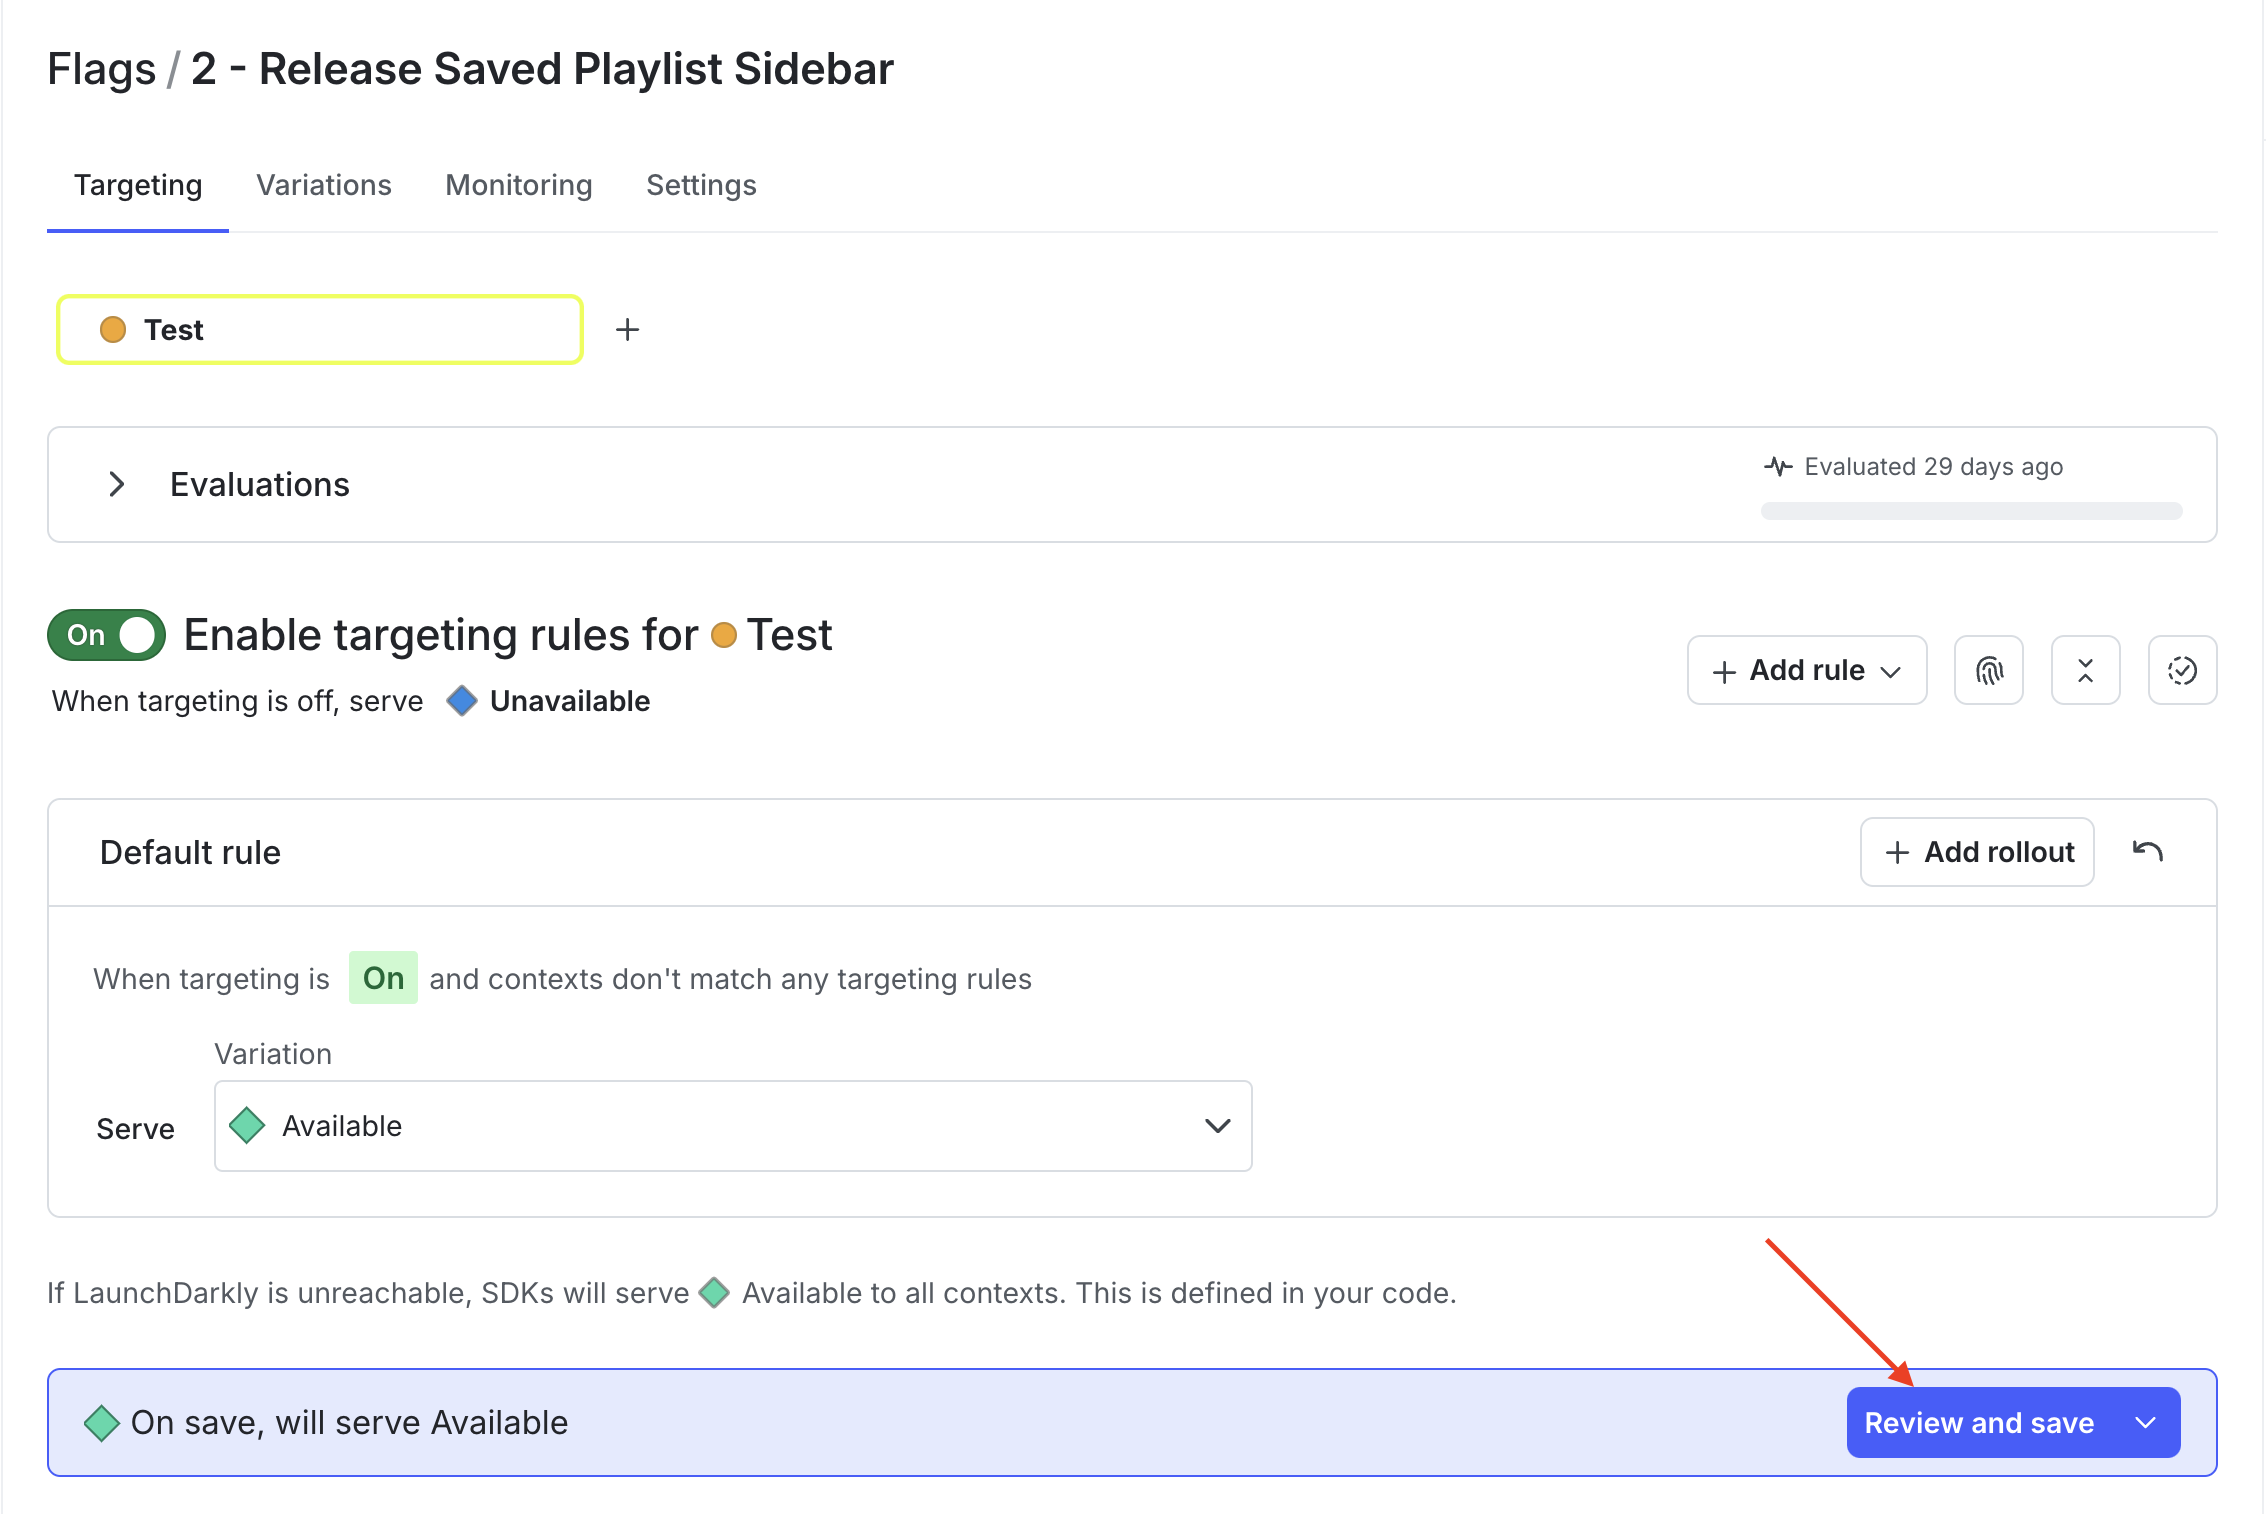 Flags / 2 - Release Saved Playlist Sidebar
Targeting Variations Monitoring Settings
Test +
Evaluations
Evaluated 29 days ago
On Enable targeting rules for Test
When targeting is off, serve Unavailable
+ Add rule
Default rule
+ Add rollout
When targeting is On and contexts don't match any targeting rules
Variation
Serve Available
If LaunchDarkly is unreachable, SDKs will serve Available to all contexts. This is defined in your code.
On save, will serve Available
Review and save